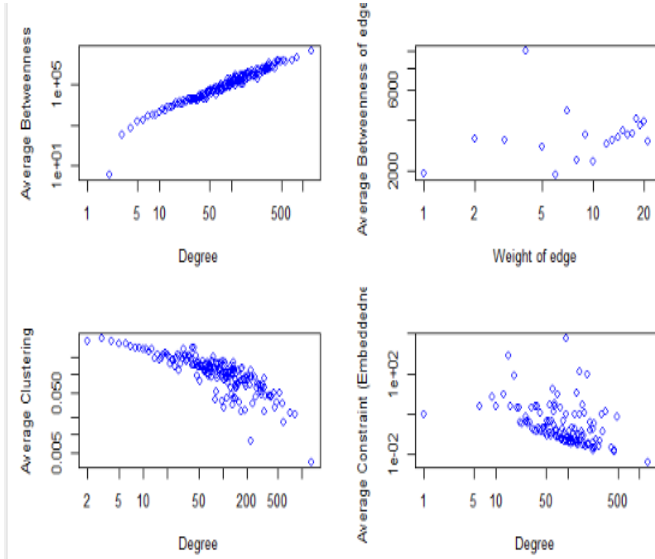 Average Betweenness
1e+05
1e+01
1
5
10
50
500
Degree
Average Betweenness of edge
6000
2000
1
2
5
10
20
Weight of edge
Average Clustering
0.050
0.005
2
5
10
50
200
500
Degree
Average Constraint (Embeddedne
1e+02
1e-02
1
5
10
50
500
Degree